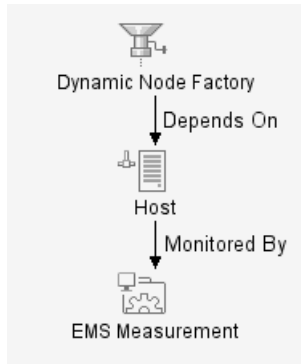 Dynamic Node Factory
Depends On
Host
Monitored By
EMS Measurement